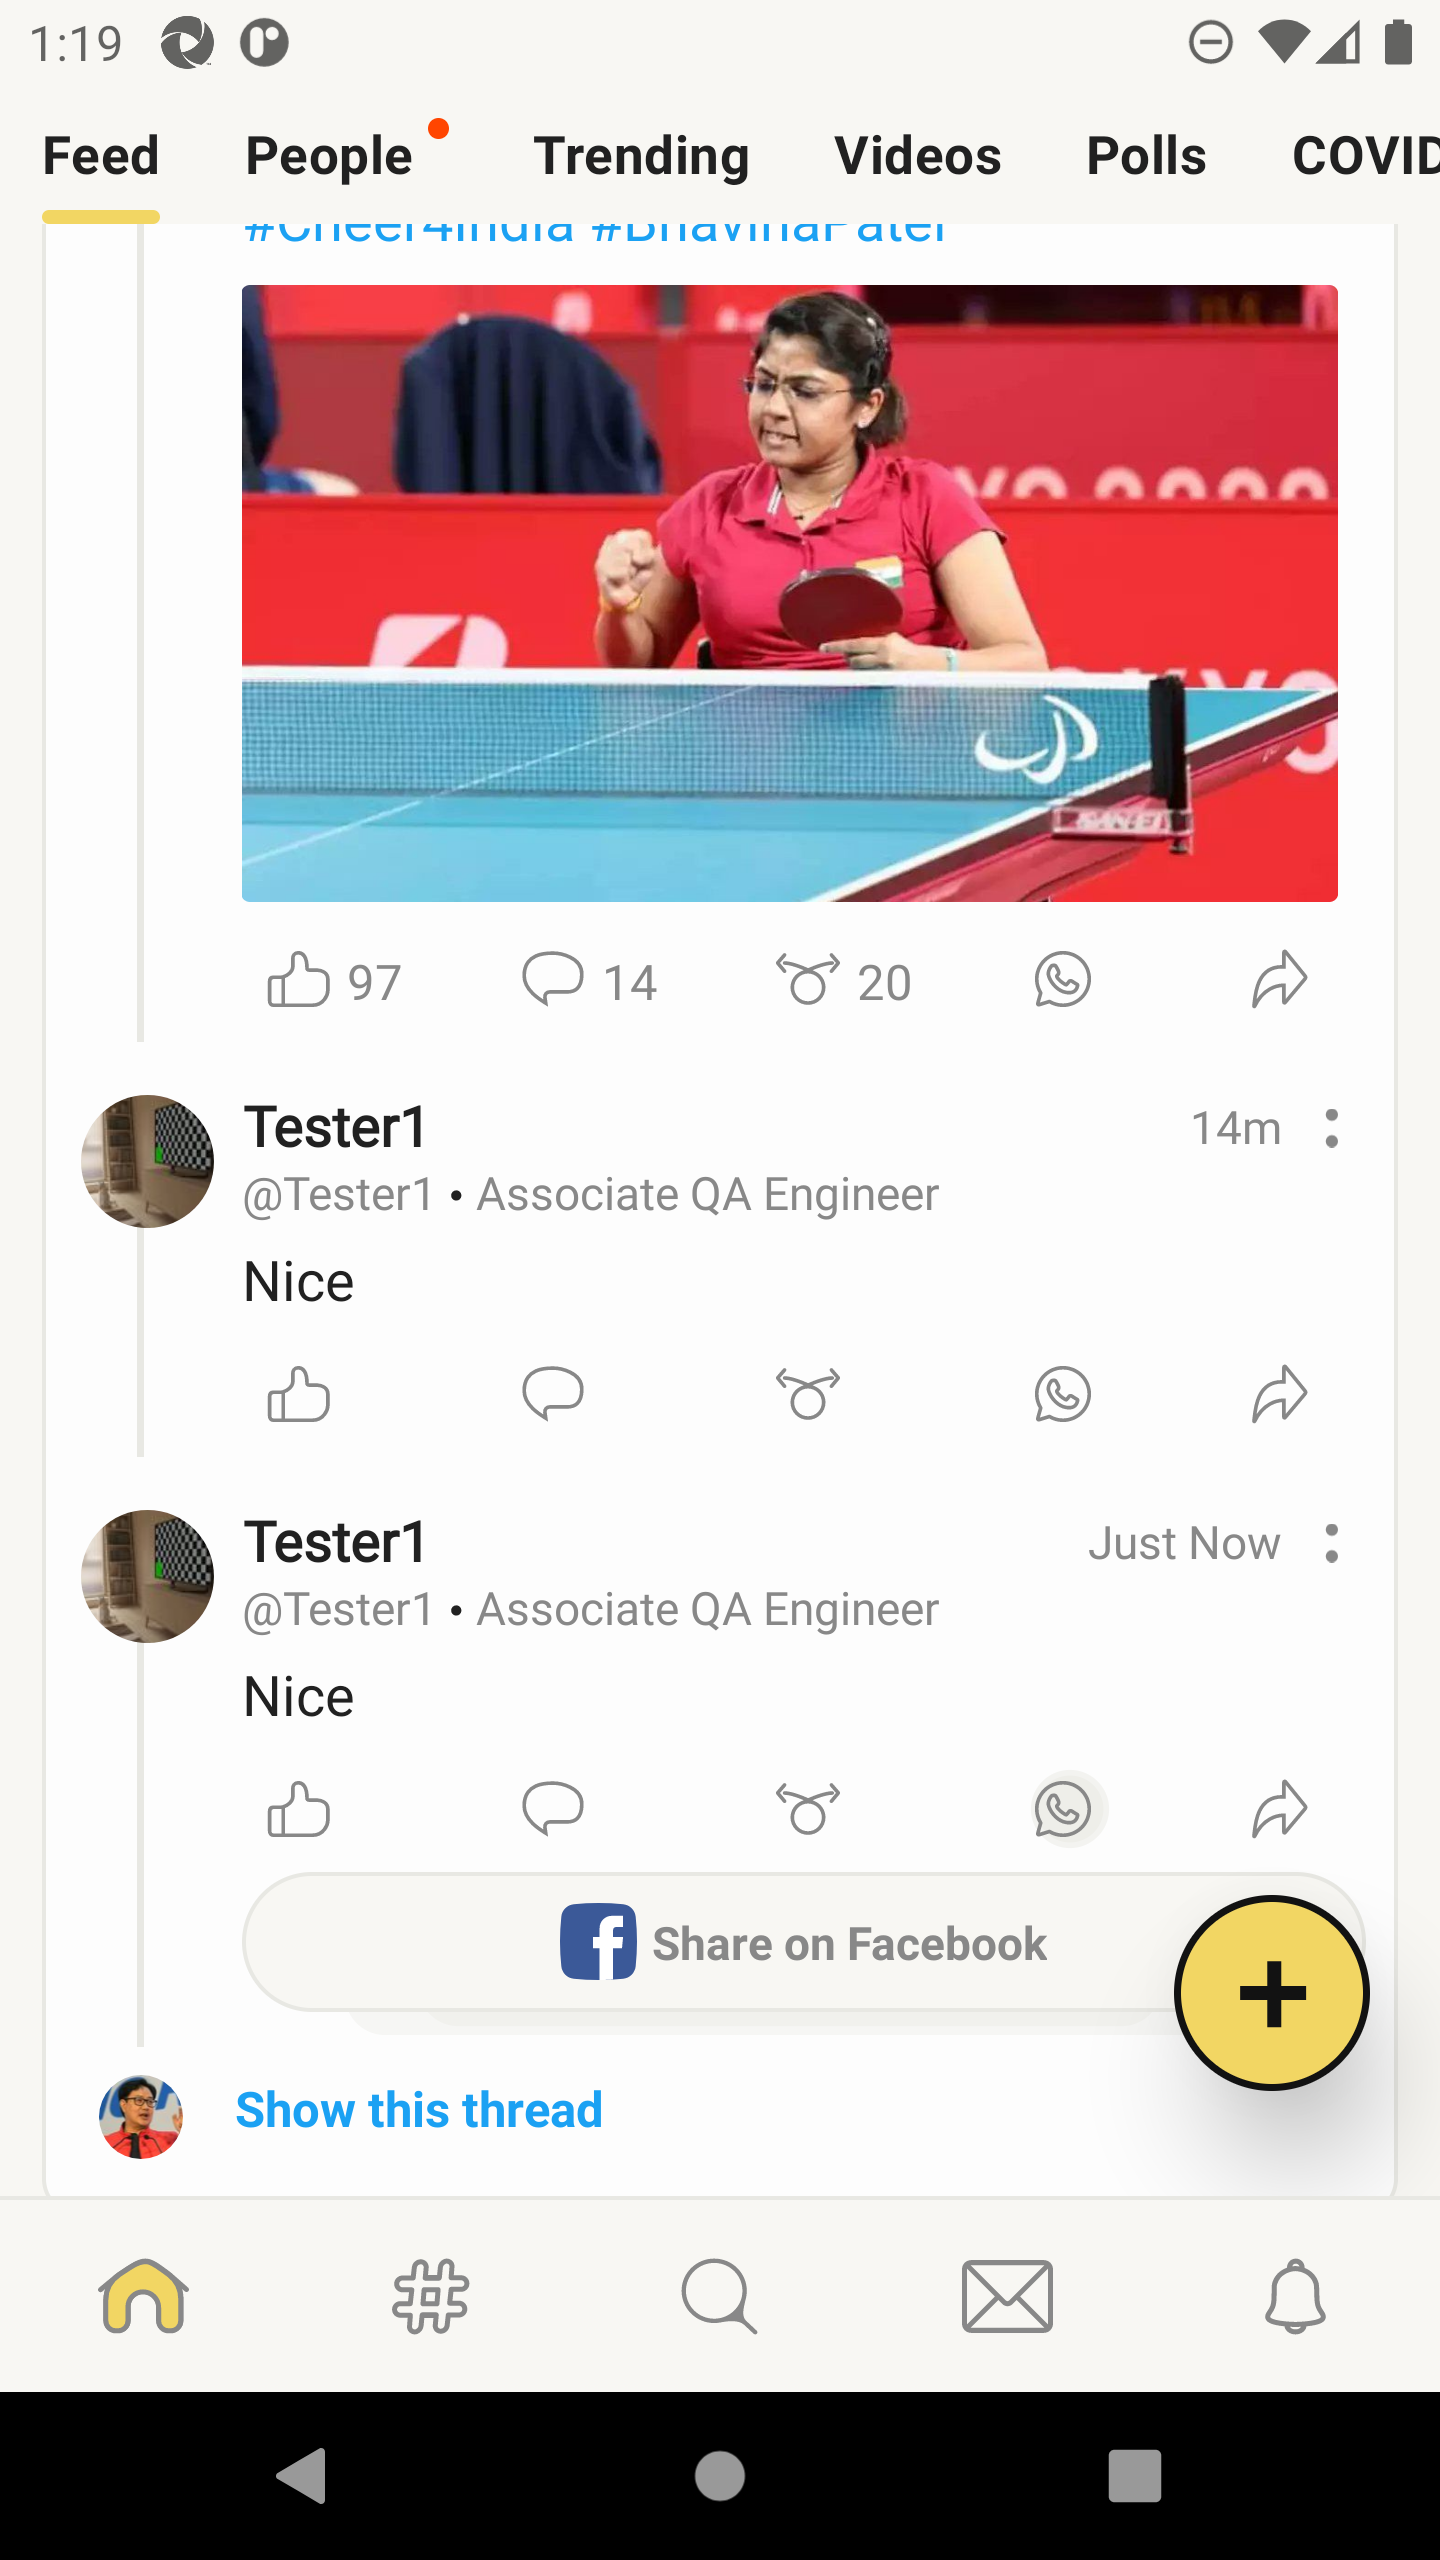 1:19
Feed People Trending Videos Polls COVID
#Cheer4India #BhavinaPatel
97 14 20
Tester1 14m
@Tester1 • Associate QA Engineer
Nice
Tester1 Just Now
@Tester1 • Associate QA Engineer
Nice
Share on Facebook
Show this thread